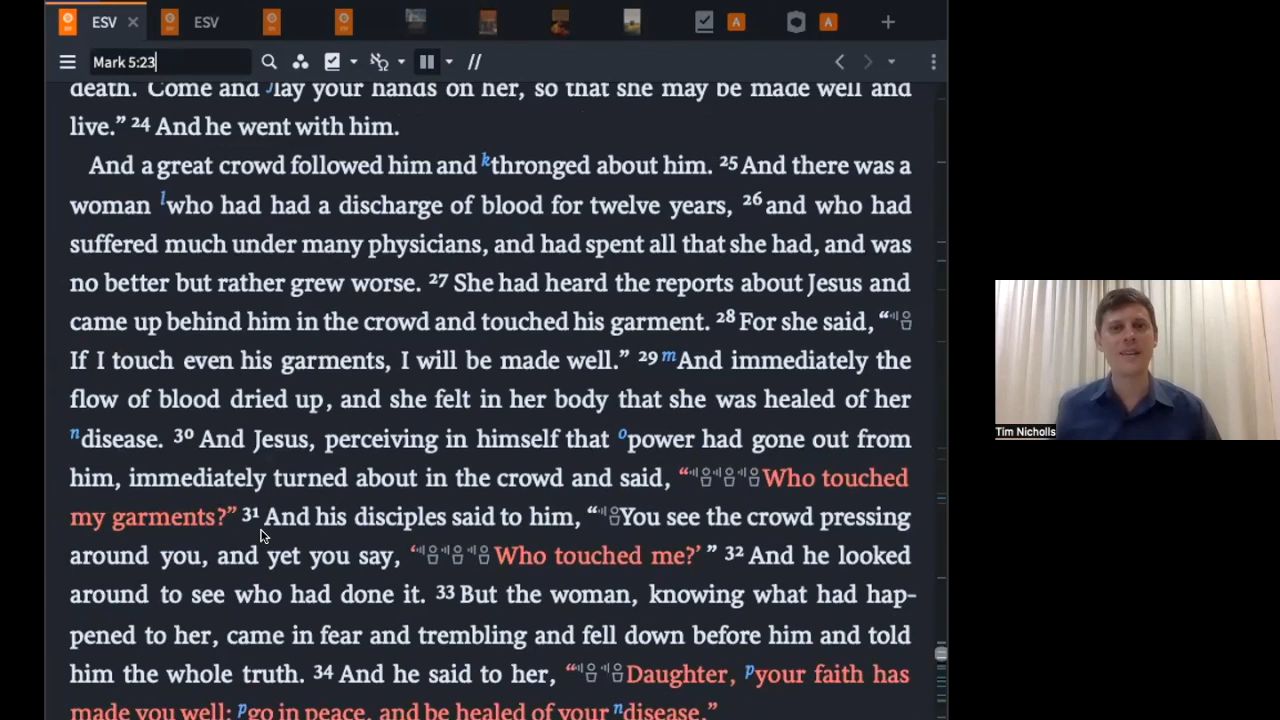 ESV
ESV
A
A
Mark 5:23
death. Come and jlay your hands on her, so that she may be made well and
live.” 24 And he went with him.
And a great crowd followed him and kthronged about him. 25 And there was a
woman lwho had had a discharge of blood for twelve years, 26 and who had
suffered much under many physicians, and had spent all that she had, and was
no better but rather grew worse. 27 She had heard the reports about Jesus and
came up behind him in the crowd and touched his garment. 28 For she said, “
If I touch even his garments, I will be made well.” 29 mAnd immediately the
flow of blood dried up, and she felt in her body that she was healed of her
ndisease. 30 And Jesus, perceiving in himself that opower had gone out from
him, immediately turned about in the crowd and said, “Who touched
my garments?” 31 And his disciples said to him, “You see the crowd pressing
around you, and yet you say, ‘Who touched me?’ ” 32 And he looked
around to see who had done it. 33 But the woman, knowing what had hap-
pened to her, came in fear and trembling and fell down before him and told
him the whole truth. 34 And he said to her, “Daughter, pyour faith has
made you well; pgo in peace, and be healed of your ndisease.”
Tim Nicholls